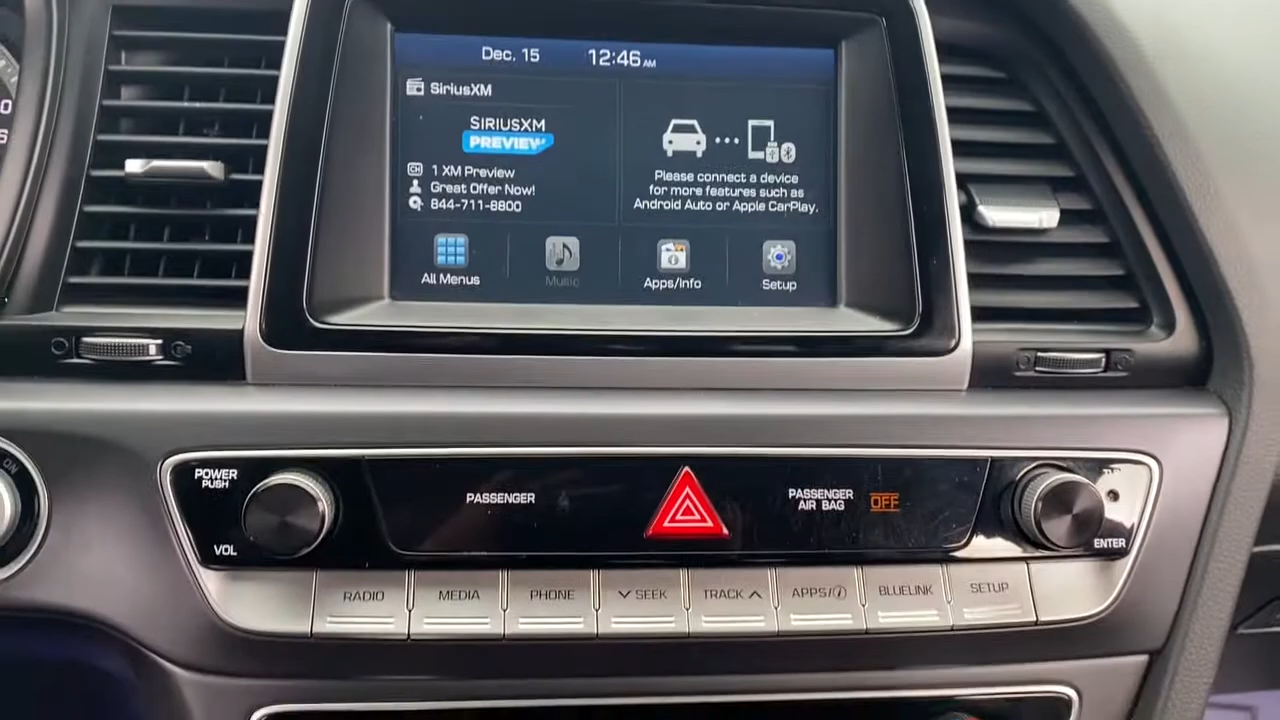 Dec. 15 12:46 AM
SiriusXM
SIRIUSXM
PREVIEW
CH 1 XM Preview
Great Offer Now!
844-711-8800
Please connect a device
for more features such as
Android Auto or Apple CarPlay.
All Menus Music Apps/Info Setup
ON
POWER
PUSH
VOL
PASSENGER
PASSENGER
AIR BAG OFF
ENTER
RADIO MEDIA PHONE SEEK TRACK APPS/i BLUELINK SETUP